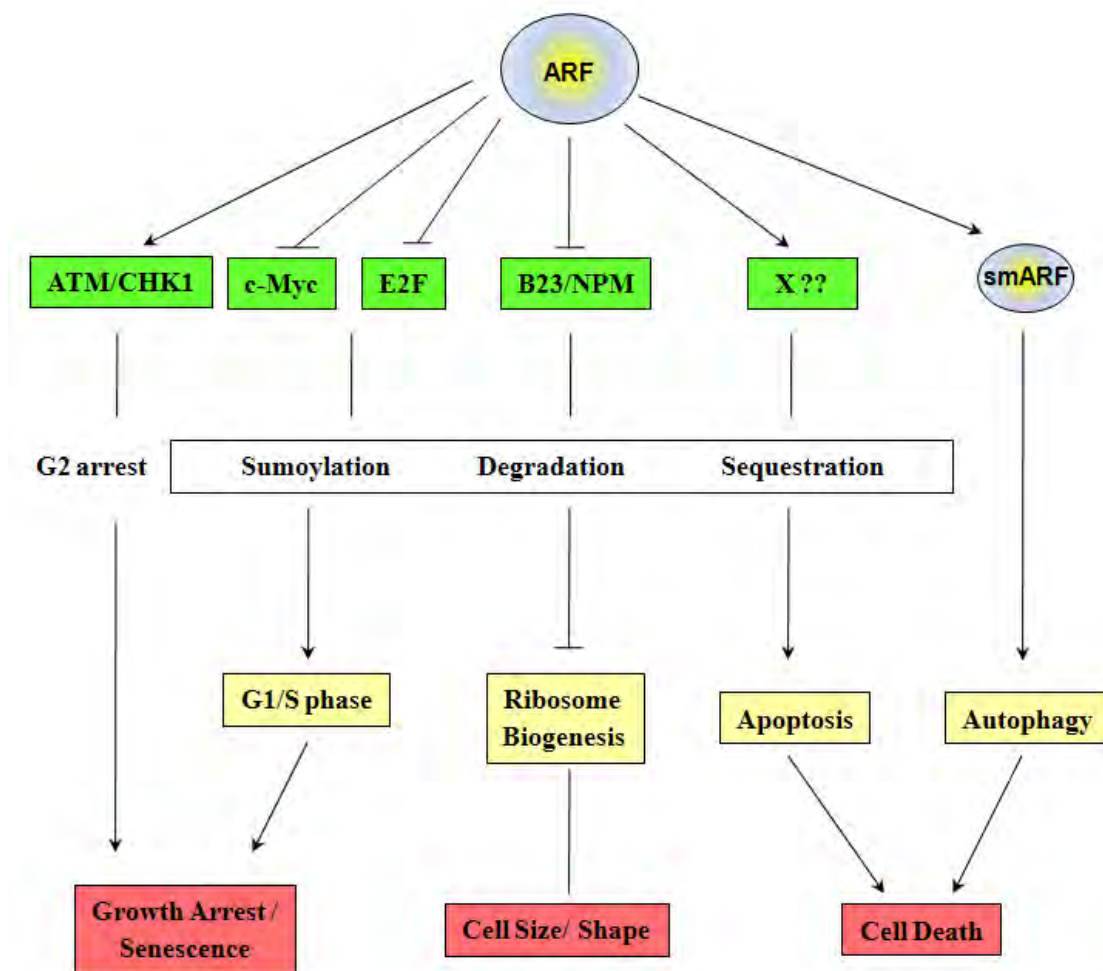 ARF
ATM/CHK1
c-Myc
E2F
B23/NPM
X ??
smARF
G2 arrest
Sumoylation
Degradation
Sequestration
G1/S phase
Ribosome
Biogenesis
Apoptosis
Autophagy
Growth Arrest /
Senescence
Cell Size/ Shape
Cell Death